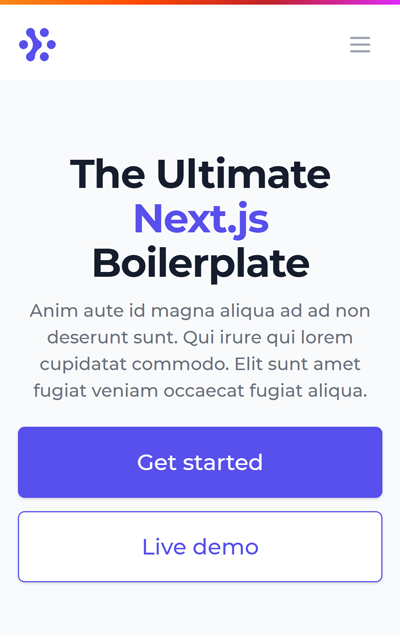 The Ultimate
Next.js
Boilerplate
Anim aute id magna aliqua ad ad non
deserunt sunt. Qui irure qui lorem
cupidatat commodo. Elit sunt amet
fugiat veniam occaecat fugiat aliqua.
Get started
Live demo